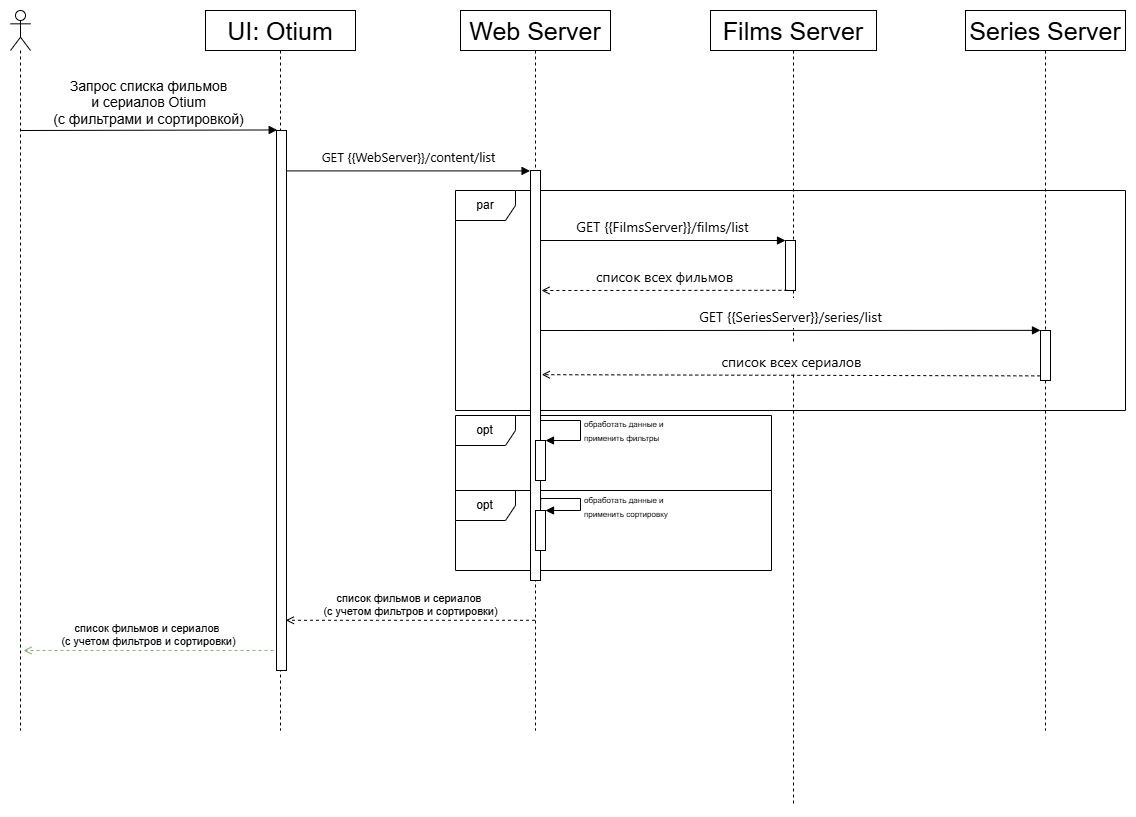 UI: Otium
Web Server
Films Server
Series Server
Запрос списка фильмов
и сериалов Otium
(с фильтрами и сортировкой)
GET {{WebServer}}/content/list
par
GET {{FilmsServer}}/films/list
список всех фильмов
GET {{SeriesServer}}/series/list
список всех сериалов
opt
обработать данные и
применить фильтры
opt
обработать данные и
применить сортировку
список фильмов и сериалов
(с учетом фильтров и сортировки)
список фильмов и сериалов
(с учетом фильтров и сортировки)